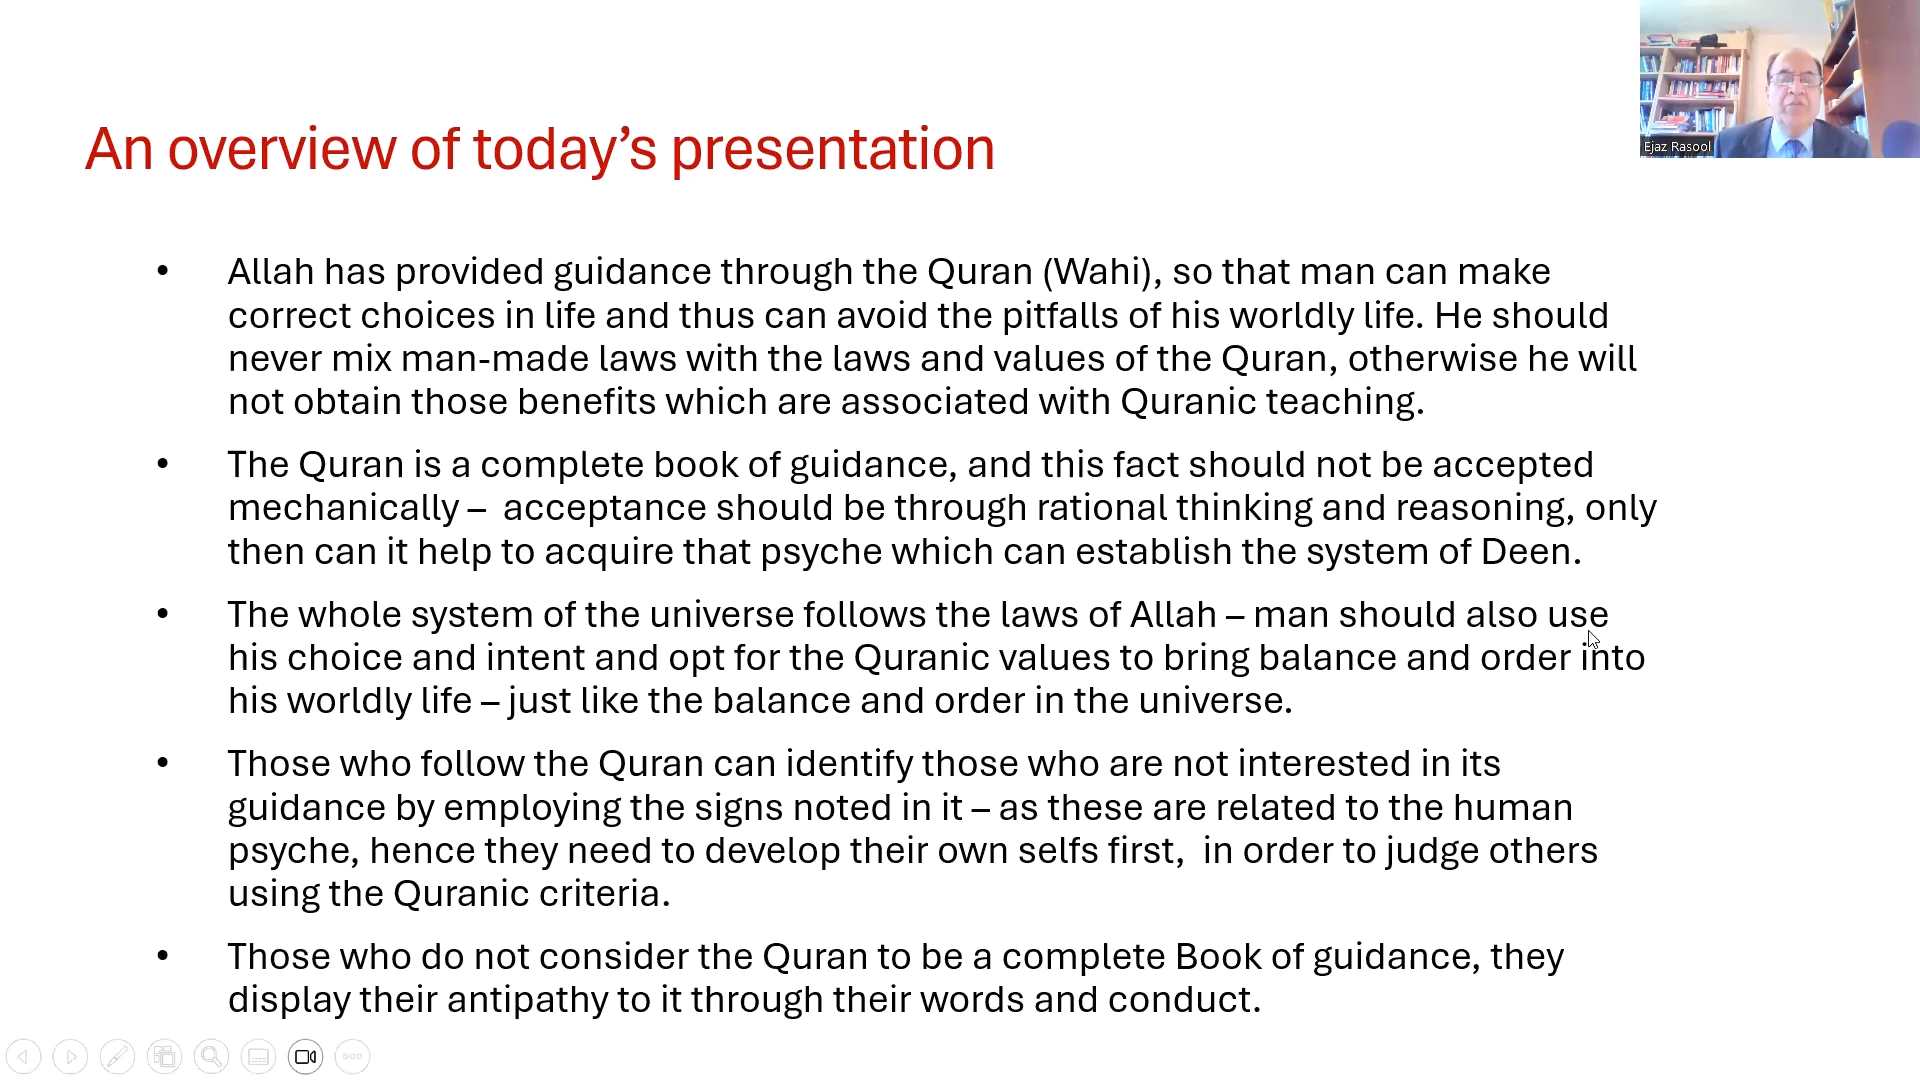 An overview of today’s presentation
Ejaz Rasool
• Allah has provided guidance through the Quran (Wahi), so that man can make
correct choices in life and thus can avoid the pitfalls of his worldly life. He should
never mix man-made laws with the laws and values of the Quran, otherwise he will
not obtain those benefits which are associated with Quranic teaching.
• The Quran is a complete book of guidance, and this fact should not be accepted
mechanically –  acceptance should be through rational thinking and reasoning, only
then can it help to acquire that psyche which can establish the system of Deen.
• The whole system of the universe follows the laws of Allah – man should also use
his choice and intent and opt for the Quranic values to bring balance and order into
his worldly life – just like the balance and order in the universe.
• Those who follow the Quran can identify those who are not interested in its
guidance by employing the signs noted in it – as these are related to the human
psyche, hence they need to develop their own selfs first,  in order to judge others
using the Quranic criteria.
• Those who do not consider the Quran to be a complete Book of guidance, they
display their antipathy to it through their words and conduct.